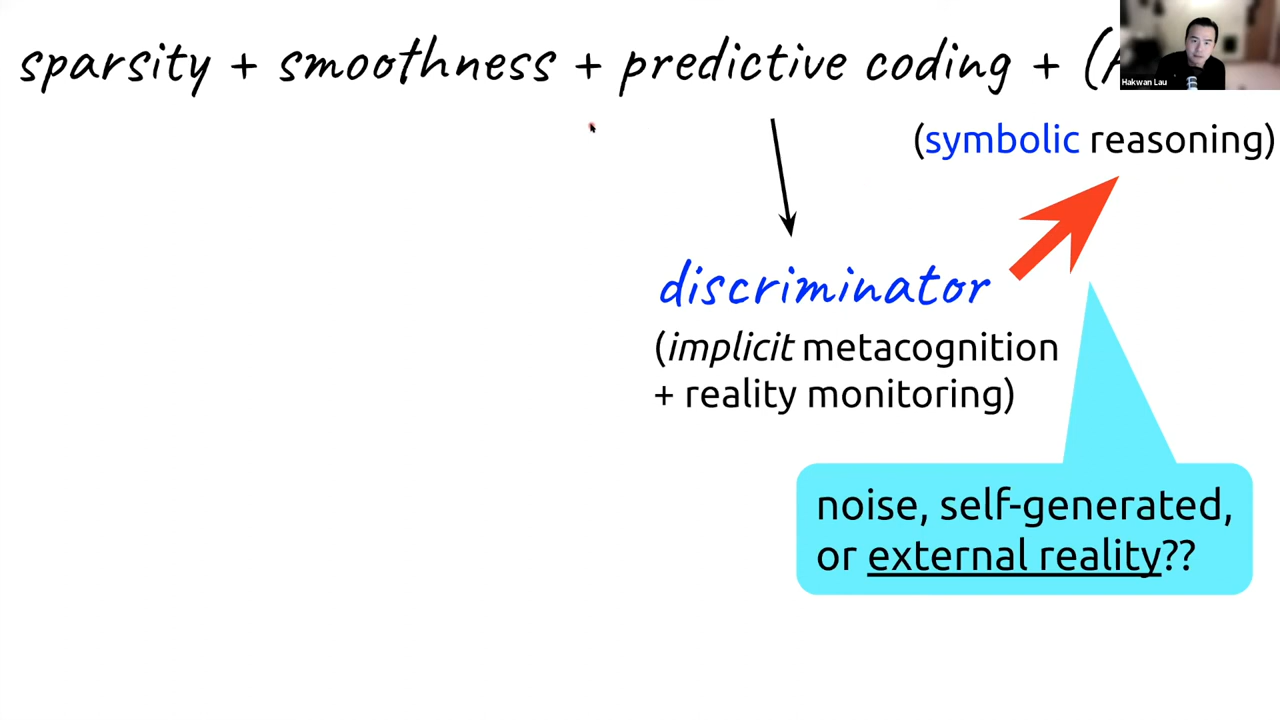 sparsity + smoothness + predictive coding + (
Hakwan Lau
(symbolic reasoning)
discriminator
(implicit metacognition
+ reality monitoring)
noise, self-generated,
or external reality??